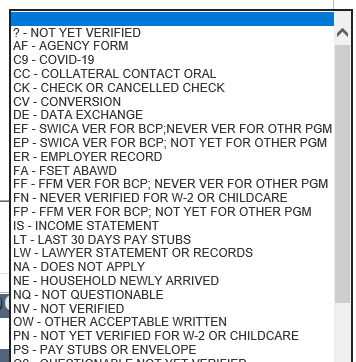 ? - NOT YET VERIFIED
AF - AGENCY FORM
C9 - COVID-19
CC - COLLATERAL CONTACT ORAL
CK - CHECK OR CANCELLED CHECK
CV - CONVERSION
DE - DATA EXCHANGE
EF - SWICA VER FOR BCP;NEVER VER FOR OTHR PGM
EP - SWICA VER FOR BCP; NOT YET FOR OTHER PGM
ER - EMPLOYER RECORD
FA - FSET ABAWD
FF - FFM VER FOR BCP; NEVER VER FOR OTHER PGM
FN - NEVER VERIFIED FOR W-2 OR CHILDCARE
FP - FFM VER FOR BCP; NOT YET FOR OTHER PGM
IS - INCOME STATEMENT
LT - LAST 30 DAYS PAY STUBS
LW - LAWYER STATEMENT OR RECORDS
NA - DOES NOT APPLY
NE - HOUSEHOLD NEWLY ARRIVED
NQ - NOT QUESTIONABLE
NV - NOT VERIFIED
OW - OTHER ACCEPTABLE WRITTEN
PN - NOT YET VERIFIED FOR W-2 OR CHILDCARE
PS - PAY STUBS OR ENVELOPE